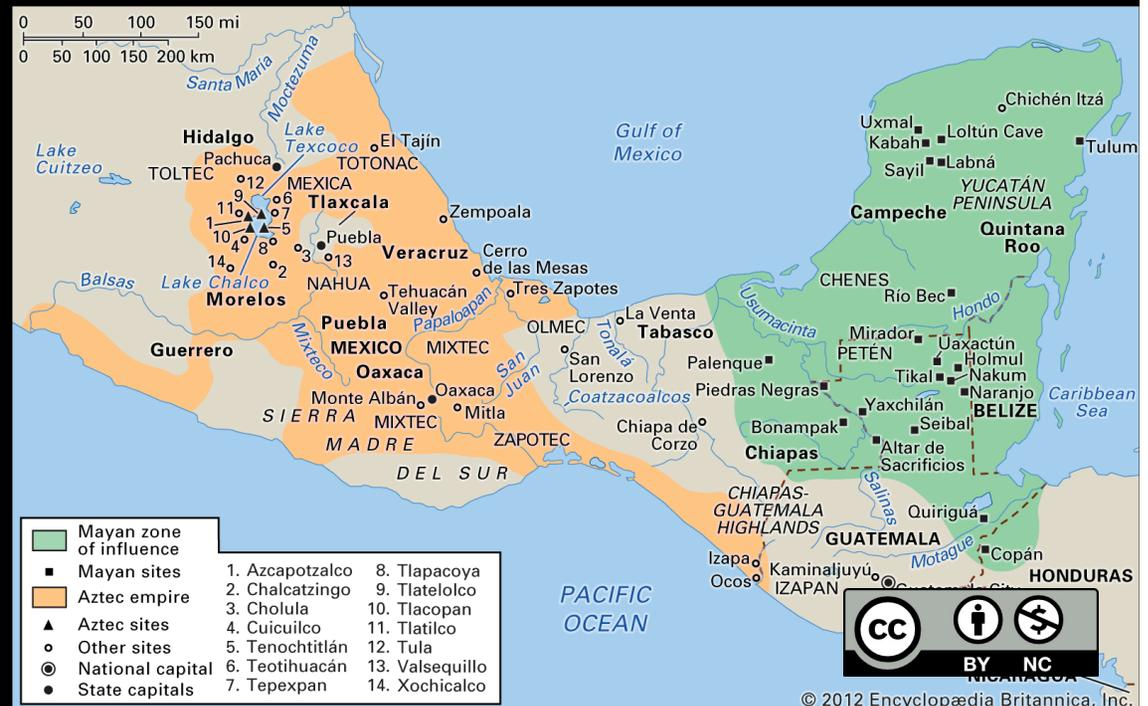 0 50 100 150 mi
0 50 100 150 200 km
Santa María
Moctezuma
Hidalgo
Lake
Texcoco
Lake
Cuitzeo
Pachuca
TOLTEC
El Tajín
TOTONAC
12
MEXICA
9
6
Tlaxcala
11
7
1
5
10
4
8
3
Puebla
13
14
2
Lake Chalco
NAHUA
Morelos
Zempoala
Veracruz
Cerro
de las Mesas
Balsas
Tehuacán
Valley
Papaloapan
Tres Zapotes
Puebla
Mixteco
MEXICO
MIXTEC
OLMEC
Tonalá
La Venta
Tabasco
Guerrero
Oaxaca
San
Juan
San
Lorenzo
Monte Albán
Oaxaca
MIXTEC
Mitla
Coatzacoalcos
SIERRA
MADRE
DEL SUR
ZAPOTEC
Chiapa de
Corzo
Gulf of
Mexico
Chichén Itzá
Uxmal
Kabah
Loltún Cave
Tulum
Sayil
Labná
YUCATÁN
PENINSULA
Campeche
Quintana
Roo
CHENES
Río Bec
Hondo
Usumacinta
Mirador
PETÉN
Uaxactún
Holmul
Palenque
Tikal
Nakum
Piedras Negras
Naranjo
BELIZE
Caribbean
Sea
Yaxchilán
Bonampak
Seibal
Chiapas
Altar de
Sacrificios
CHIAPAS-
GUATEMALA
HIGHLANDS
Salinas
Quiriguá
GUATEMALA
Motague
Copán
Izapa
Ocos
Kaminaljuyú
IZAPAN
Guatemala City
HONDURAS
PACIFIC
OCEAN
Mayan zone
of influence
Mayan sites
Aztec empire
Aztec sites
Other sites
National capital
State capitals
1. Azcapotzalco
2. Chalcatzingo
3. Cholula
4. Cuicuilco
5. Tenochtitlán
6. Teotihuacán
7. Tepexpan
8. Tlapacoya
9. Tlatelolco
10. Tlacopan
11. Tlatilco
12. Tula
13. Valsequillo
14. Xochicalco
cc
BY NC
NICARAGUA
© 2012 Encyclopædia Britannica, Inc.